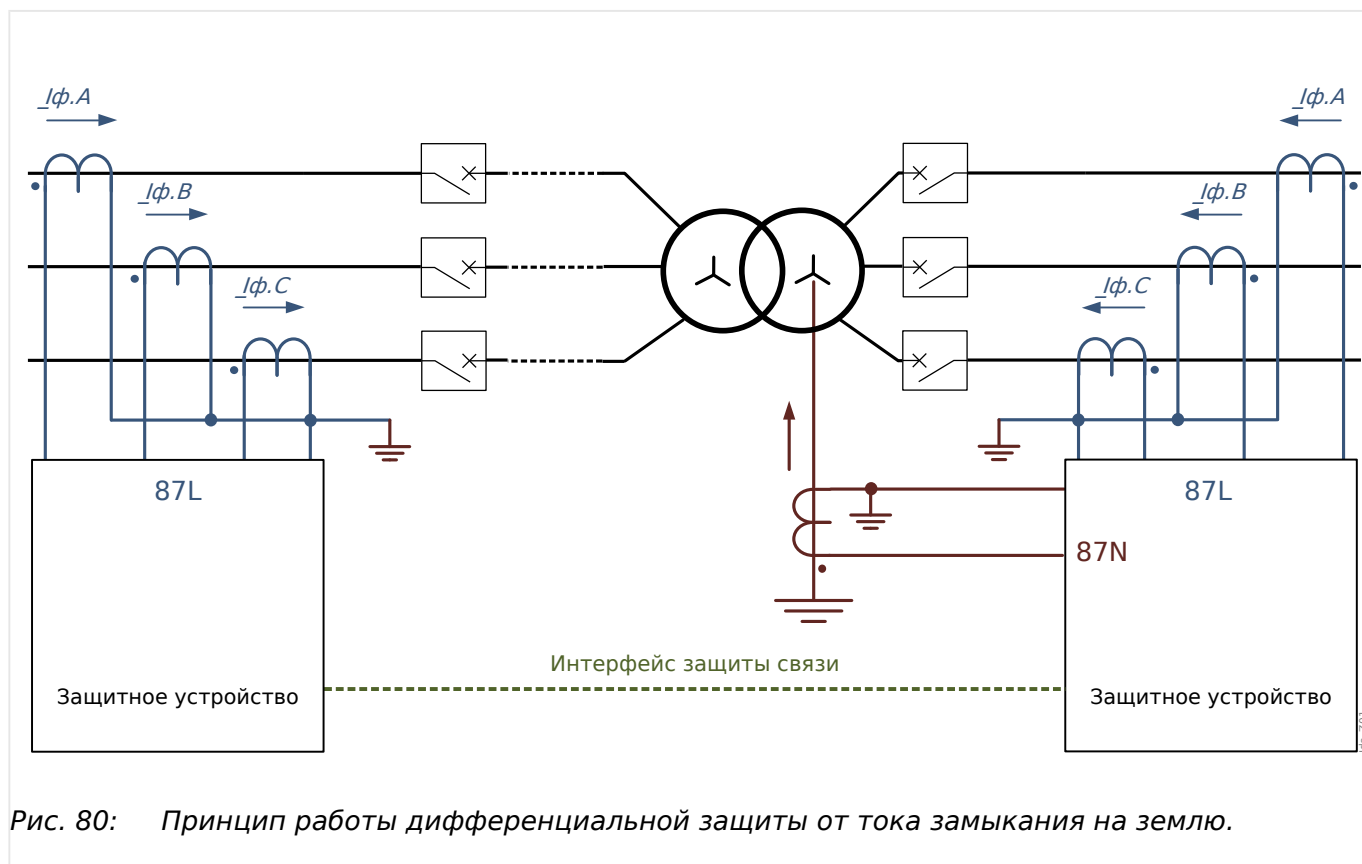 _Iф.A
_Iф.A
_Iф.B
_Iф.B
_Iф.C
_Iф.C
87L
87L
87N
Интерфейс защиты связи
Защитное устройство
Защитное устройство
Рис. 80: Принцип работы дифференциальной защиты от тока замыкания на землю.